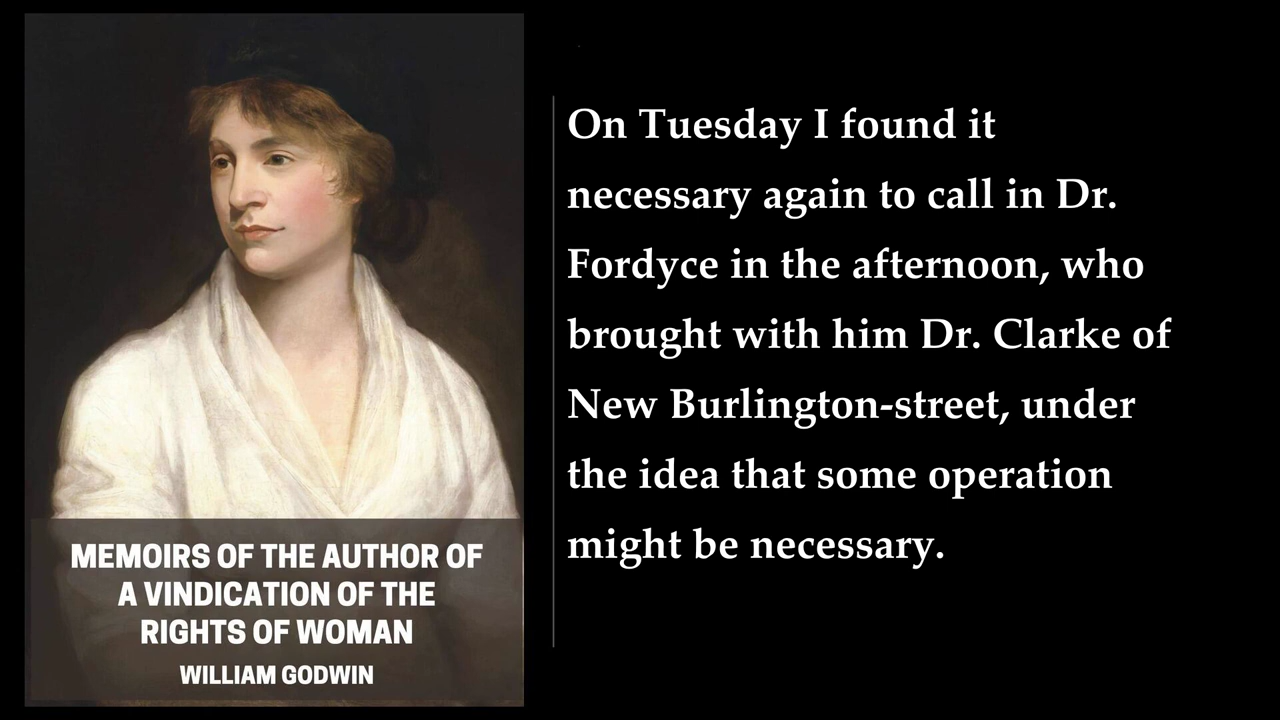 MEMOIRS OF THE AUTHOR OF
A VINDICATION OF THE
RIGHTS OF WOMAN
WILLIAM GODWIN
On Tuesday I found it
necessary again to call in Dr.
Fordyce in the afternoon, who
brought with him Dr. Clarke of
New Burlington-street, under
the idea that some operation
might be necessary.